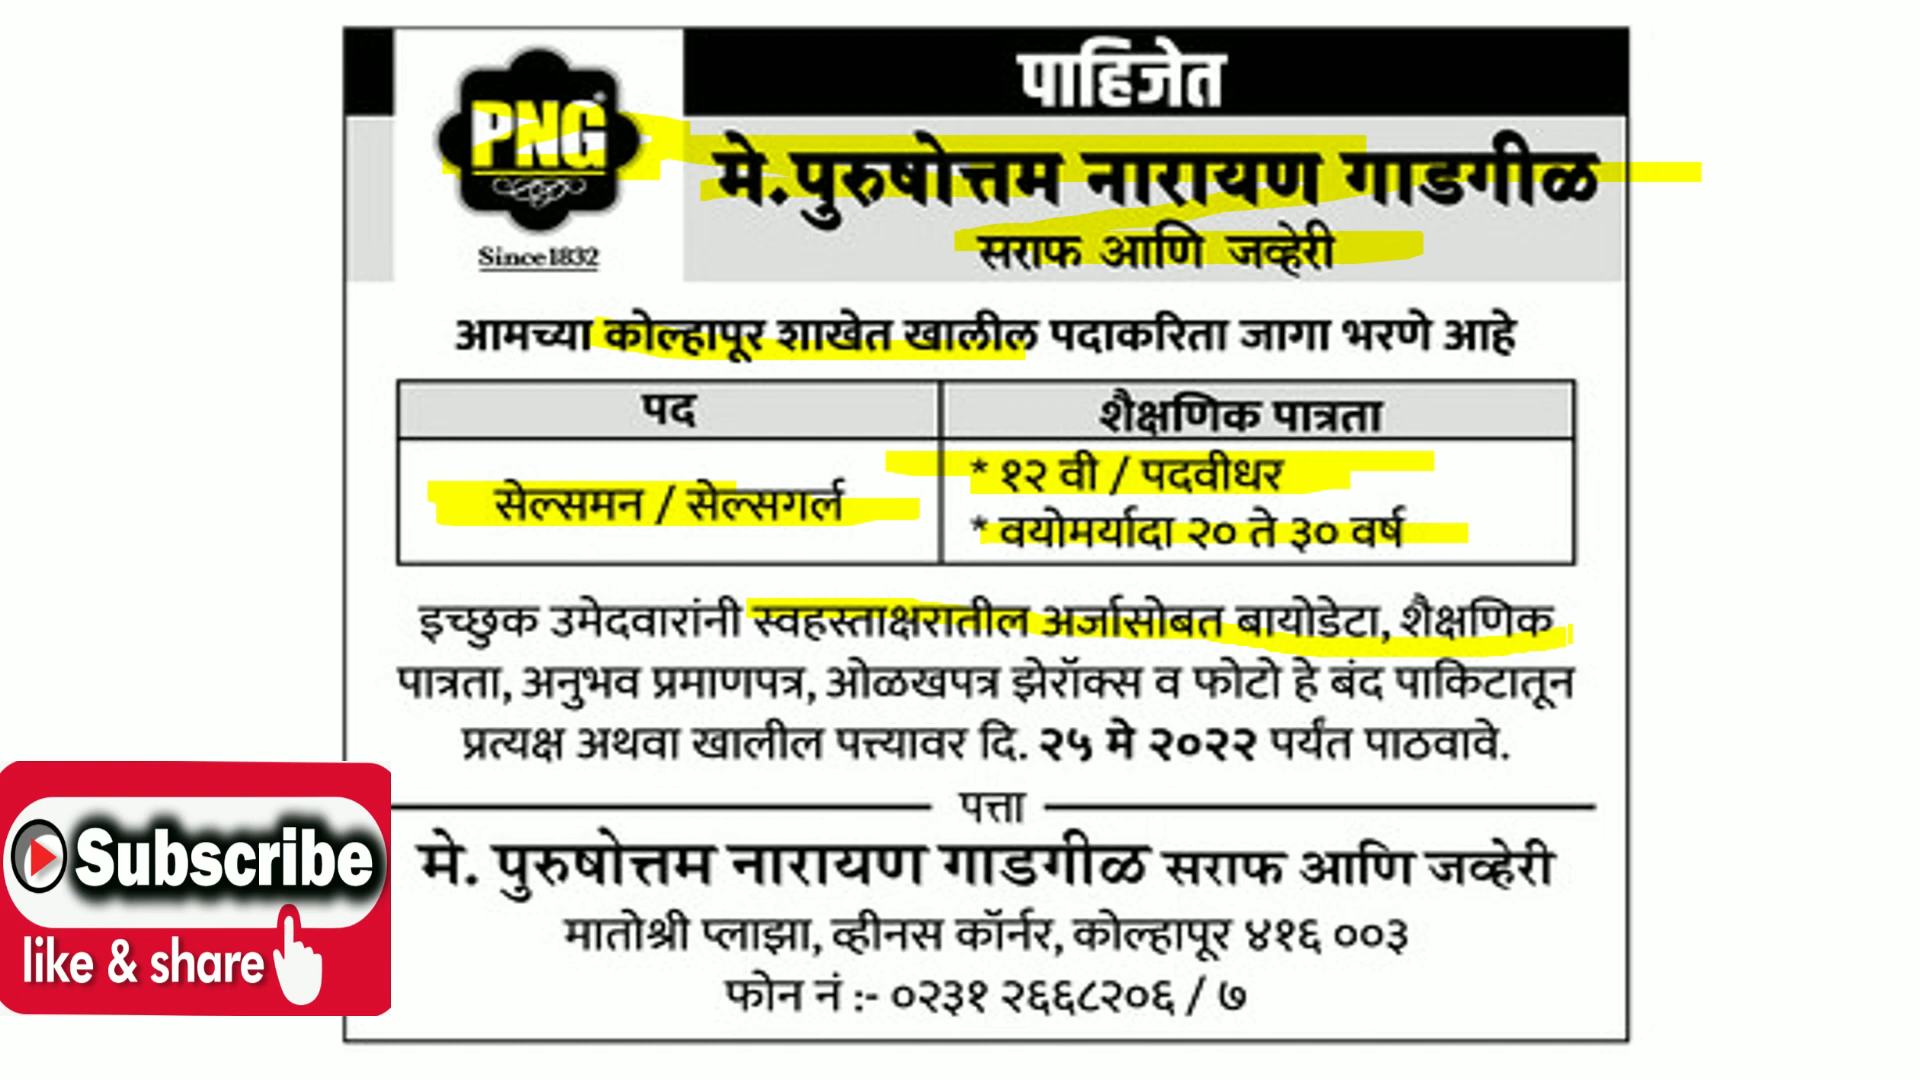 पाहिजेत
PNG
Since 1832
मे.पुरुषोत्तम नारायण गाडगीळ
सराफ आणि जव्हेरी
आमच्या कोल्हापूर शाखेत खालील पदाकरिता जागा भरणे आहे
पद
शैक्षणिक पात्रता
सेल्समन / सेल्सगर्ल
* १२ वी / पदवीधर
* वयोमर्यादा २० ते ३० वर्ष
इच्छुक उमेदवारांनी स्वहस्ताक्षरातील अर्जासोबत बायोडेटा, शैक्षणिक
पात्रता, अनुभव प्रमाणपत्र, ओळखपत्र झेरॉक्स व फोटो हे बंद पाकिटातून
प्रत्यक्ष अथवा खालील पत्त्यावर दि. २५ मे २०२२ पर्यंत पाठवावे.
पत्ता
मे. पुरुषोत्तम नारायण गाडगीळ सराफ आणि जव्हेरी
मातोश्री प्लाझा, व्हीनस कॉर्नर, कोल्हापूर ४१६ ००३
फोन नं :- ०२३१ २६६८२०६ / ७
Subscribe
like & share